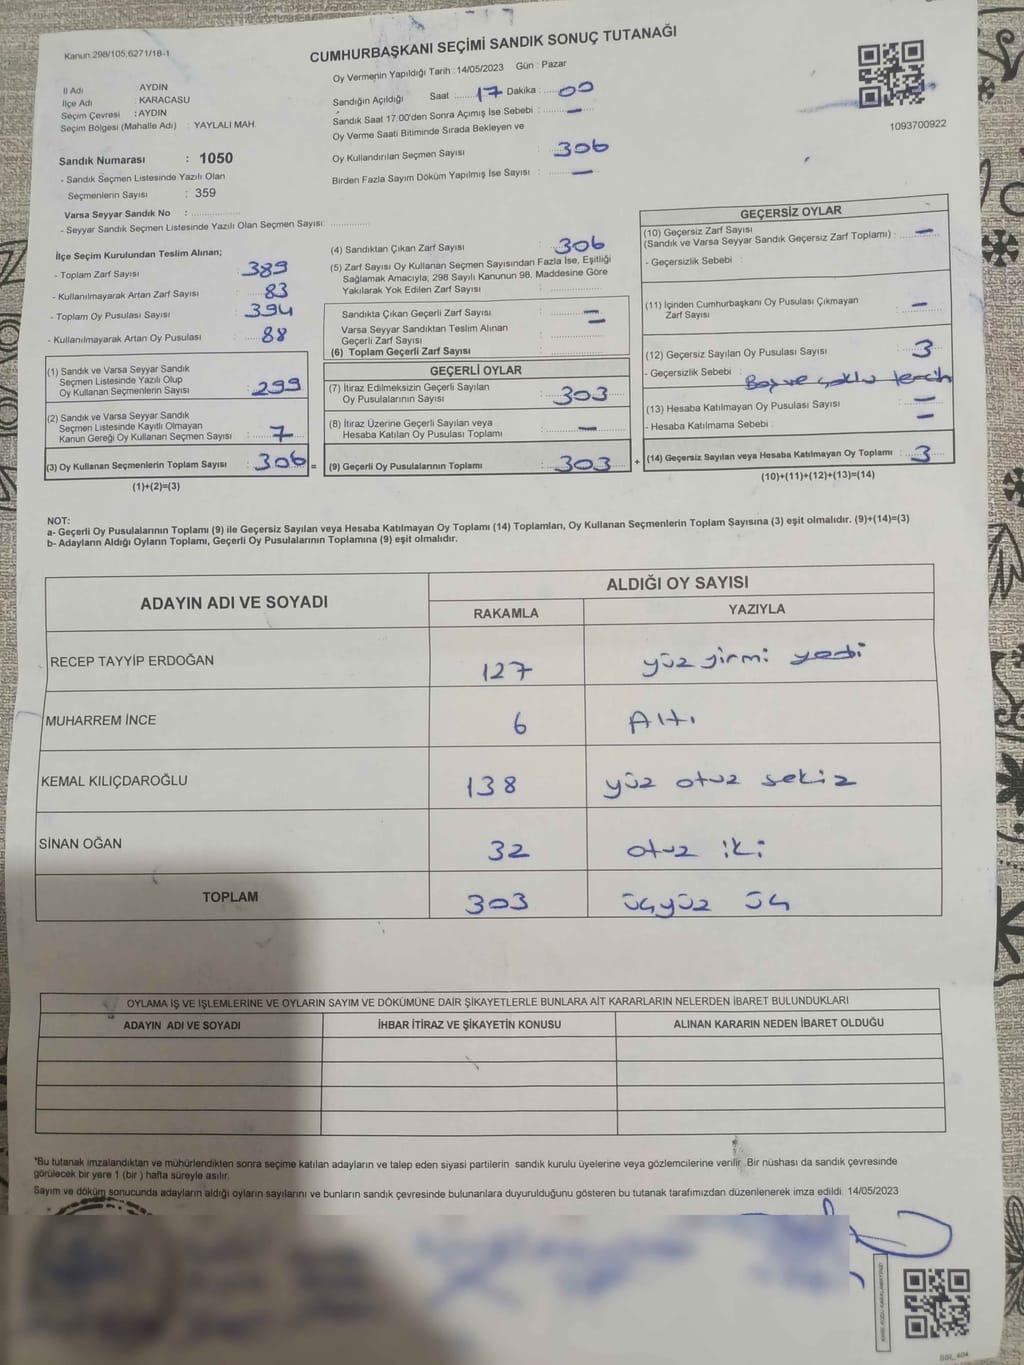 Kanun:298/105,6271/18-1
CUMHURBAŞKANI SEÇİMİ SANDIK SONUÇ TUTANAĞI
Oy Vermenin Yapıldığı Tarih : 14/05/2023 Gün : Pazar
İl Adı AYDIN
İlçe Adı : KARACASU
Seçim Çevresi : AYDIN
Seçim Bölgesi (Mahalle Adı) : YAYLALI MAH.
Sandık Numarası : 1050
- Sandık Seçmen Listesinde Yazılı Olan
Seçmenlerin Sayısı : 359
Varsa Seyyar Sandık No :
- Seyyar Sandık Seçmen Listesinde Yazılı Olan Seçmen Sayısı:
Sandığın Açıldığı Saat : 17 Dakika : 00
Sandık Saat 17:00'den Sonra Açımış İse Sebebi : —
Oy Verme Saati Bitiminde Sırada Bekleyen ve
Oy Kullandırılan Seçmen Sayısı : 306
Birden Fazla Sayım Döküm Yapılmış İse Sayısı : —
1093700922
İlçe Seçim Kurulundan Teslim Alınan;
- Toplam Zarf Sayısı : 389
- Kullanılmayarak Artan Zarf Sayısı : 83
- Toplam Oy Pusulası Sayısı : 394
- Kullanılmayarak Artan Oy Pusulası : 88
(1) Sandık ve Varsa Seyyar Sandık
Seçmen Listesinde Yazılı Olup
Oy Kullanan Seçmenlerin Sayısı : 299
(2) Sandık ve Varsa Seyyar Sandık
Seçmen Listesinde Kayıtlı Olmayan
Kanun Gereği Oy Kullanan Seçmen Sayısı : 7
(3) Oy Kullanan Seçmenlerin Toplam Sayısı : 306 =
(1)+(2)=(3)
(4) Sandıktan Çıkan Zarf Sayısı : 306
(5) Zarf Sayısı Oy Kullanan Seçmen Sayısından Fazla İse, Eşitliği
Sağlamak Amacıyla; 298 Sayılı Kanunun 98. Maddesine Göre
Yakılarak Yok Edilen Zarf Sayısı :
Sandıkta Çıkan Geçerli Zarf Sayısı : —
Varsa Seyyar Sandıktan Teslim Alınan
Geçerli Zarf Sayısı : —
(6) Toplam Geçerli Zarf Sayısı :
GEÇERLİ OYLAR
(7) İtiraz Edilmeksizin Geçerli Sayılan
Oy Pusulalarının Sayısı : 303
(8) İtiraz Üzerine Geçerli Sayılan veya
Hesaba Katılan Oy Pusulası Toplamı : —
(9) Geçerli Oy Pusulalarının Toplamı : 303 +
GEÇERSİZ OYLAR
(10) Geçersiz Zarf Sayısı
(Sandık ve Varsa Seyyar Sandık Geçersiz Zarf Toplamı) : —
- Geçersizlik Sebebi :
(11) İçinden Cumhurbaşkanı Oy Pusulası Çıkmayan
Zarf Sayısı : —
(12) Geçersiz Sayılan Oy Pusulası Sayısı : 3
- Geçersizlik Sebebi : Boş ve çoklu tercih
(13) Hesaba Katılmayan Oy Pusulası Sayısı : —
- Hesaba Katılmama Sebebi : —
(14) Geçersiz Sayılan veya Hesaba Katılmayan Oy Toplamı : 3
(10)+(11)+(12)+(13)=(14)
NOT:
a- Geçerli Oy Pusulalarının Toplamı (9) ile Geçersiz Sayılan veya Hesaba Katılmayan Oy Toplamı (14) Toplamları, Oy Kullanan Seçmenlerin Toplam Sayısına (3) eşit olmalıdır. (9)+(14)=(3)
b- Adayların Aldığı Oyların Toplamı, Geçerli Oy Pusulalarının Toplamına (9) eşit olmalıdır.
ADAYIN ADI VE SOYADI ALDIĞI OY SAYISI
RAKAMLA YAZIYLA
RECEP TAYYİP ERDOĞAN 127 yüz yirmi yedi
MUHARREM İNCE 6 Altı
KEMAL KILIÇDAROĞLU 138 yüz otuz sekiz
SİNAN OĞAN 32 otuz iki
TOPLAM 303 üçyüz üç
OYLAMA İŞ VE İŞLEMLERİNE VE OYLARIN SAYIM VE DÖKÜMÜNE DAİR ŞİKAYETLERLE BUNLARA AİT KARARLARIN NELERDEN İBARET BULUNDUKLARI
ADAYIN ADI VE SOYADI İHBAR İTİRAZ VE ŞİKAYETİN KONUSU ALINAN KARARIN NEDEN İBARET OLDUĞU
*Bu tutanak imzalandıktan ve mühürlendikten sonra seçime katılan adayların ve talep eden siyasi partilerin sandık kurulu üyelerine veya gözlemcilerine verilir. Bir nüshası da sandık çevresinde
görülecek bir yere 1 (bir ) hafta süreyle asılır.
Sayım ve döküm sonucunda adayların aldığı oyların sayılarını ve bunların sandık çevresinde bulunanlara duyurulduğunu gösteren bu tutanak tarafımızdan düzenlenerek imza edildi. 14/05/2023